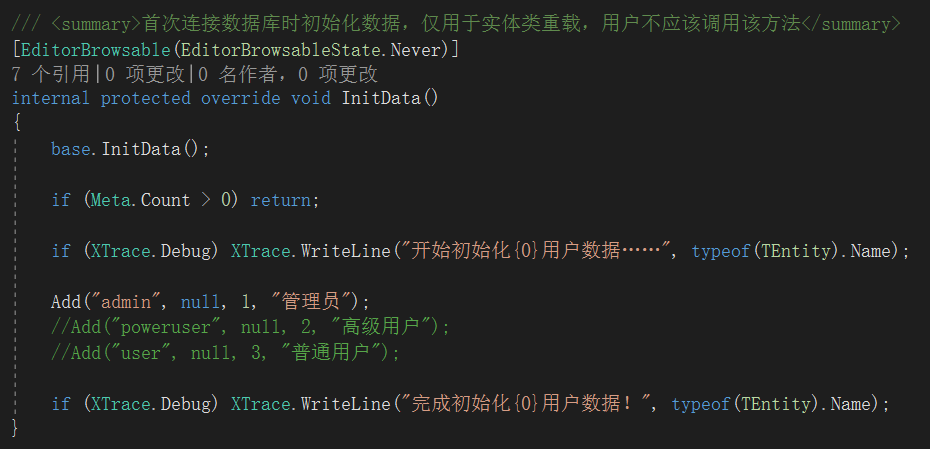 /// <summary>首次连接数据库时初始化数据，仅用于实体类重载，用户不应该调用该方法</summary>
[EditorBrowsable(EditorBrowsableState.Never)]
7 个引用|0 项更改|0 名作者，0 项更改
internal protected override void InitData()
{
base.InitData();
if (Meta.Count > 0) return;
if (XTrace.Debug) XTrace.WriteLine("开始初始化{0}用户数据……", typeof(TEntity).Name);
Add("admin", null, 1, "管理员");
//Add("poweruser", null, 2, "高级用户");
//Add("user", null, 3, "普通用户");
if (XTrace.Debug) XTrace.WriteLine("完成初始化{0}用户数据！", typeof(TEntity).Name);
}